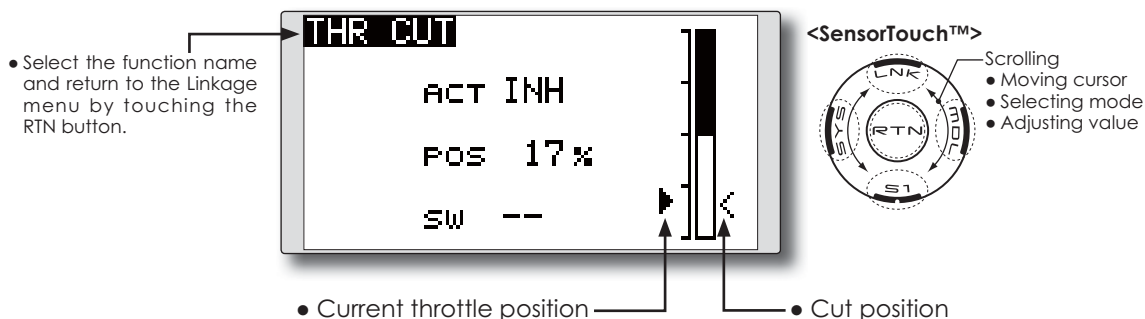 ● Select the function name
and return to the Linkage
menu by touching the
RTN button.
THR CUT
ACT INH
POS 17%
SW --
● Current throttle position
● Cut position
<SensorTouch™>
Scrolling
● Moving cursor
● Selecting mode
● Adjusting value
LNK
SYS
RTN
MDL
S1